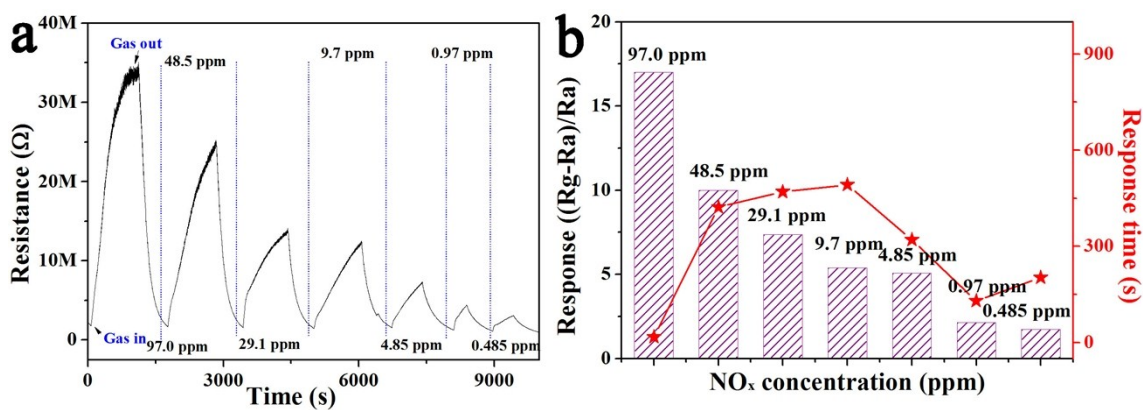 a
Resistance (Ω)
40M
30M
20M
10M
0
Gas out
48.5 ppm
9.7 ppm
0.97 ppm
Gas in
97.0 ppm
29.1 ppm
4.85 ppm
0.485 ppm
0
3000
6000
9000
Time (s)
b
Response ((Rg-Ra)/Ra)
20
15
10
5
0
97.0 ppm
48.5 ppm
29.1 ppm
9.7 ppm
4.85 ppm
0.97 ppm
0.485 ppm
900
600
300
0
Response time (s)
NOx concentration (ppm)